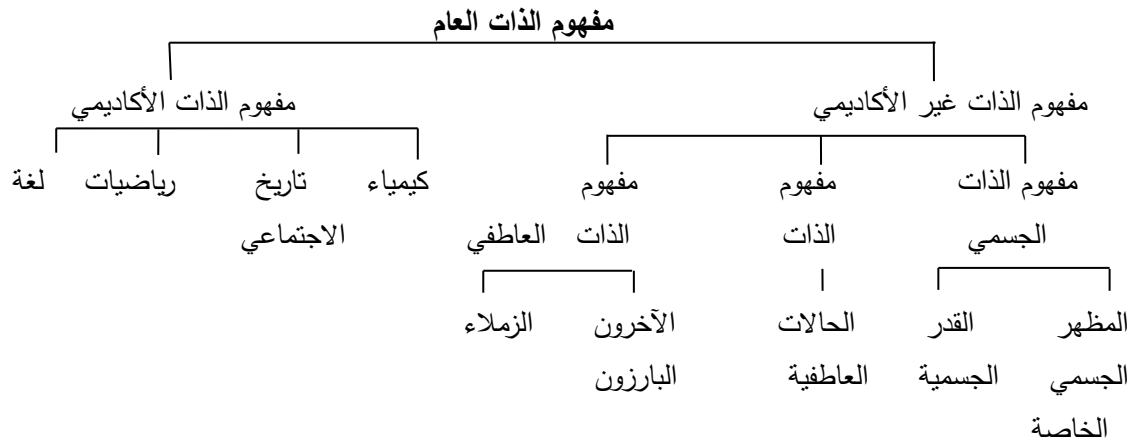 مفهوم الذات العام
مفهوم الذات غير الأكاديمي مفهوم الذات الأكاديمي
مفهوم الذات مفهوم مفهوم كيمياء تاريخ رياضيات لغة
الجسمي الذات الذات العاطفي الاجتماعي
المظهر القدر الحالات الآخرون الزملاء
الجسمي الجسمية العاطفية البارزون
الخاصة